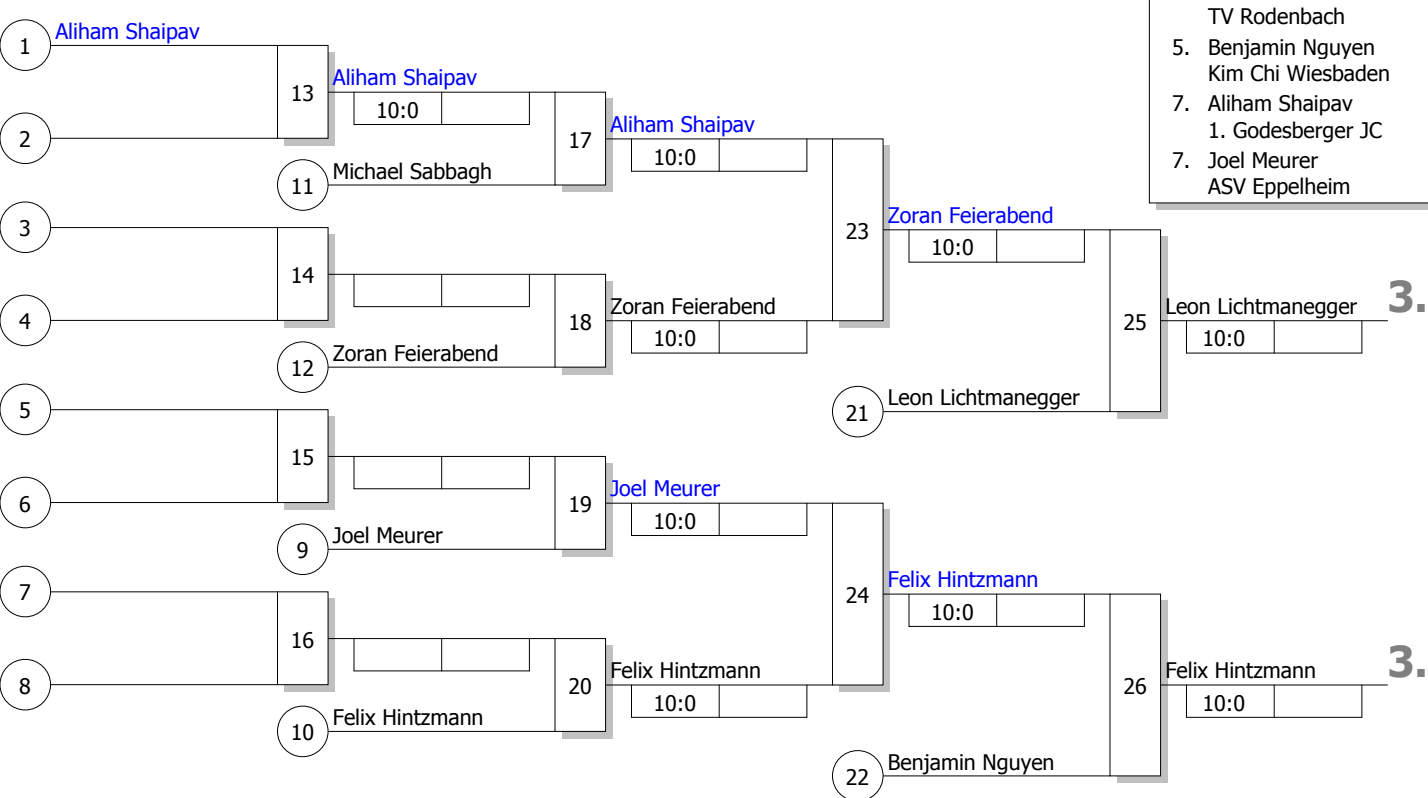 TV Rodenbach
5. Benjamin Nguyen
Kim Chi Wiesbaden
7. Aliham Shaipav
1. Godesberger JC
7. Joel Meurer
ASV Eppelheim
1
Aliham Shaipav
2
13
Aliham Shaipav
10:0
11
Michael Sabbagh
17
Aliham Shaipav
10:0
3
4
14
12
Zoran Feierabend
18
Zoran Feierabend
10:0
23
Zoran Feierabend
10:0
21
Leon Lichtmanegger
25
Leon Lichtmanegger
10:0
3.
5
6
15
9
Joel Meurer
19
Joel Meurer
10:0
7
8
16
10
Felix Hintzmann
20
Felix Hintzmann
10:0
24
Felix Hintzmann
10:0
22
Benjamin Nguyen
26
Felix Hintzmann
10:0
3.